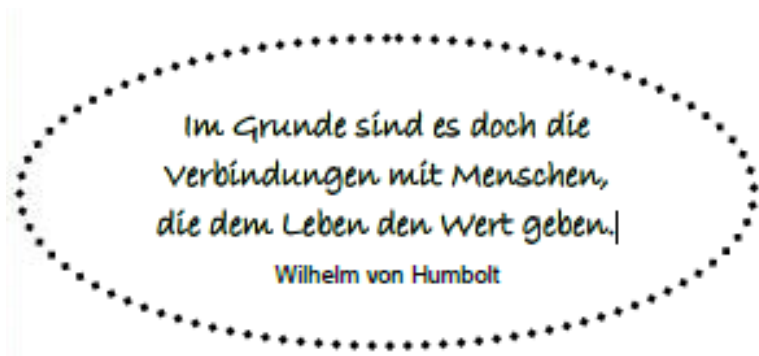 Im Grunde sind es doch die
Verbindungen mit Menschen,
die dem Leben den Wert geben.
Wilhelm von Humbolt